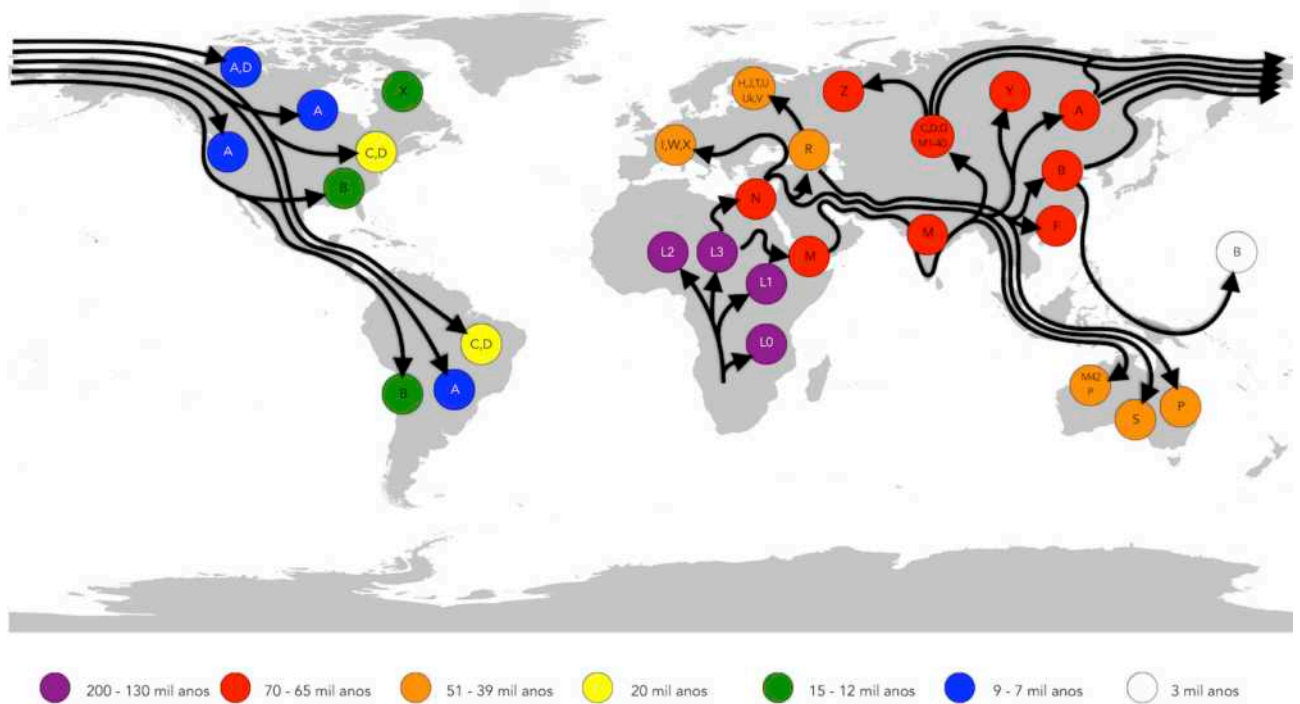 A,D
H,J,T,U
Uk,V
Z
Y
A
X
A
C,D,G
M1-40
A
C,D
I,W,X
R
B
B
N
F
M
L2
L3
M
B
L1
C,D
L0
B
A
M42
P
S
P
200 - 130 mil anos
70 - 65 mil anos
51 - 39 mil anos
20 mil anos
15 - 12 mil anos
9 - 7 mil anos
3 mil anos